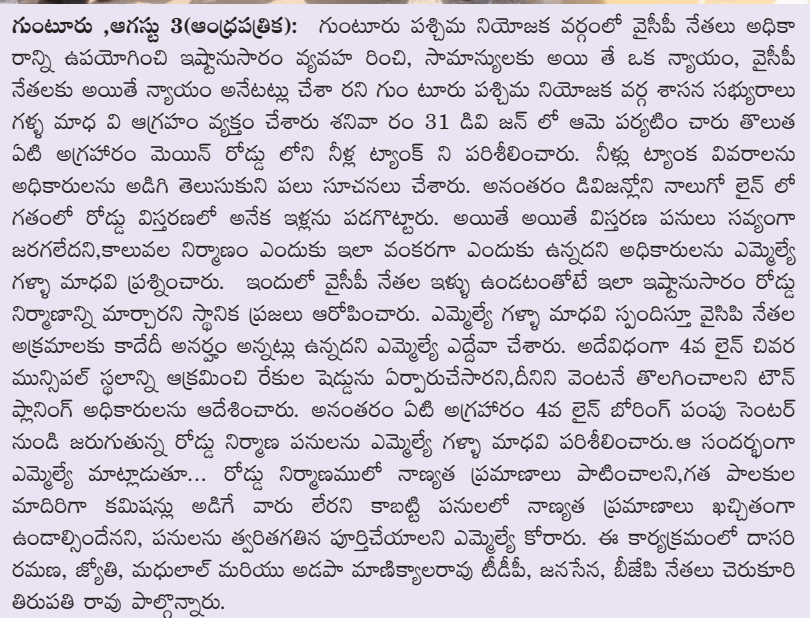 గుంటూరు ,ఆగస్టు 3(ఆంధ్రపత్రిక): గుంటూరు పశ్చిమ నియోజక వర్గంలో వైసీపీ నేతలు అధికా
రాన్ని ఉపయోగించి ఇష్టానుసారం వ్యవహ రించి, సామాన్యులకు అయి తే ఒక న్యాయం, వైసీపీ
నేతలకు అయితే న్యాయం అనేటట్లు చేశా రని గుం టూరు పశ్చిమ నియోజక వర్గ శాసన సభ్యురాలు
గళ్ళ మాధ వి ఆగ్రహం వ్యక్తం చేశారు శనివా రం 31 డివి జన్ లో ఆమె పర్యటిం చారు తొలుత
ఏటి అగ్రహారం మెయిన్ రోడ్డు లోని నీళ్ల ట్యాంక్ ని పరిశీలించారు. నీళ్లు ట్యాంక వివరాలను
అధికారులను అడిగి తెలుసుకుని పలు సూచనలు చేశారు. అనంతరం డివిజన్లోని నాలుగో లైన్ లో
గతంలో రోడ్డు విస్తరణలో అనేక ఇళ్లను పడగొట్టారు. అయితే అయితే విస్తరణ పనులు సవ్యంగా
జరగలేదని,కాలువల నిర్మాణం ఎందుకు ఇలా వంకరగా ఎందుకు ఉన్నదని అధికారులను ఎమ్మెల్యే
గళ్ళా మాధవి ప్రశ్నించారు. ఇందులో వైసీపీ నేతల ఇళ్ళు ఉండటంతోటే ఇలా ఇష్టానుసారం రోడ్డు
నిర్మాణాన్ని మార్చారని స్థానిక ప్రజలు ఆరోపించారు. ఎమ్మెల్యే గళ్ళా మాధవి స్పందిస్తూ వైసిపి నేతల
అక్రమాలకు కాదేదీ అనర్హం అన్నట్లు ఉన్నదని ఎమ్మెల్యే ఎద్దేవా చేశారు. అదేవిధంగా 4వ లైన్ చివర
మున్సిపల్ స్థలాన్ని ఆక్రమించి రేకుల షెడ్డును ఏర్పారుచేసారని,దీనిని వెంటనే తొలగించాలని టౌన్
ప్లానింగ్ అధికారులను ఆదేశించారు. అనంతరం ఏటి అగ్రహారం 4వ లైన్ బోరింగ్ పంపు సెంటర్
నుండి జరుగుతున్న రోడ్డు నిర్మాణ పనులను ఎమ్మెల్యే గళ్ళా మాధవి పరిశీలించారు.ఆ సందర్భంగా
ఎమ్మెల్యే మాట్లాడుతూ... రోడ్డు నిర్మాణములో నాణ్యత ప్రమాణాలు పాటించాలని,గత పాలకుల
మాదిరిగా కమిషన్లు అడిగే వారు లేరని కాబట్టి పనులలో నాణ్యత ప్రమాణాలు ఖచ్చితంగా
ఉండాల్సిందేనని, పనులను త్వరితగతిన పూర్తిచేయాలని ఎమ్మెల్యే కోరారు. ఈ కార్యక్రమంలో దాసరి
రమణ, జ్యోతి, మధులాల్ మరియు అడపా మాణిక్యాలరావు టీడీపీ, జనసేన, బీజేపి నేతలు చెరుకూరి
తిరుపతి రావు పాల్గొన్నారు.